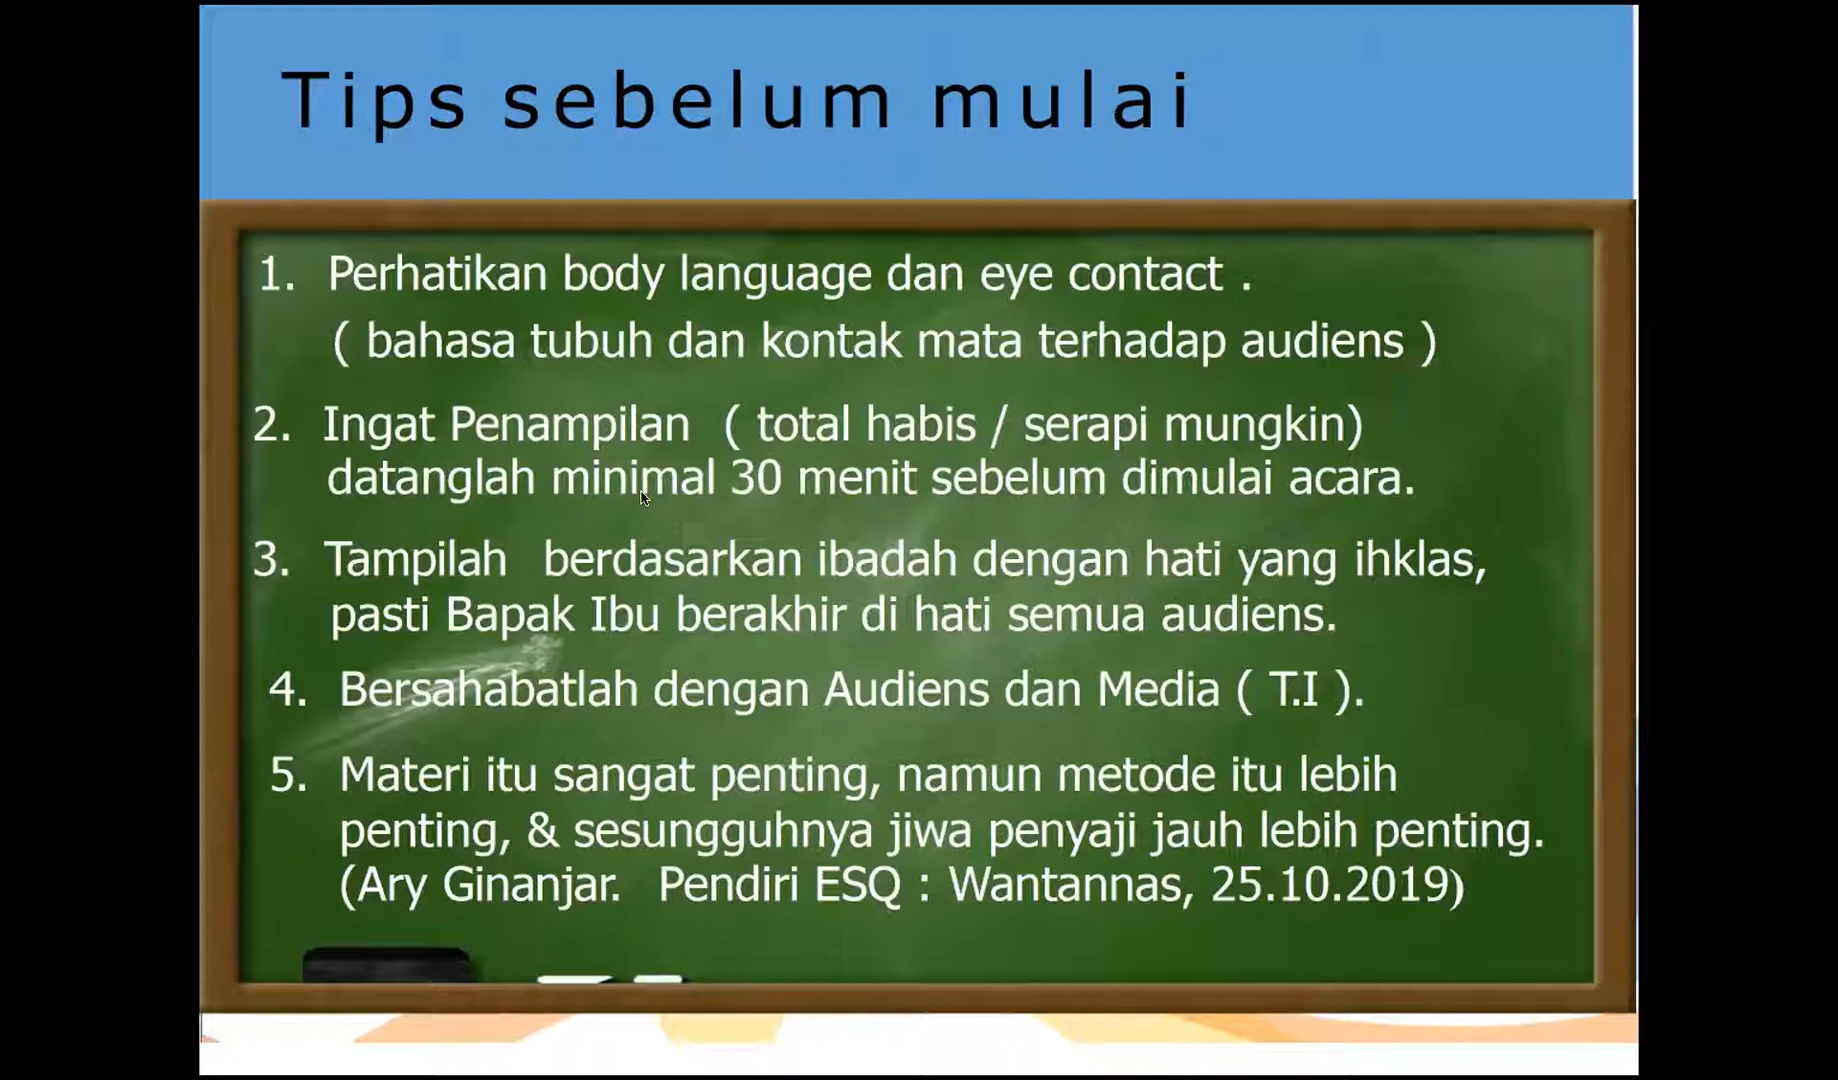 Tips sebelum mulai
1. Perhatikan body language dan eye contact .
( bahasa tubuh dan kontak mata terhadap audiens )
2. Ingat Penampilan ( total habis / serapi mungkin)
datanglah minimal 30 menit sebelum dimulai acara.
3. Tampilah berdasarkan ibadah dengan hati yang ihklas,
pasti Bapak Ibu berakhir di hati semua audiens.
4. Bersahabatlah dengan Audiens dan Media ( T.I ).
5. Materi itu sangat penting, namun metode itu lebih
penting, & sesungguhnya jiwa penyaji jauh lebih penting.
(Ary Ginanjar. Pendiri ESQ : Wantannas, 25.10.2019)